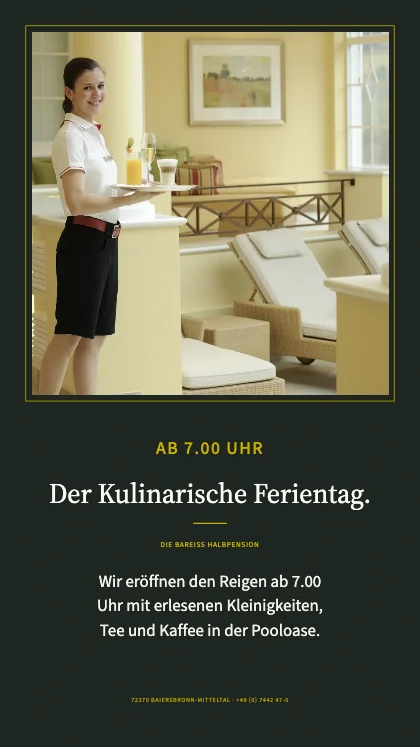 AB 7.00 UHR
Der Kulinarische Ferientag.
DIE BAREISS HALBPENSION
Wir eröffnen den Reigen ab 7.00
Uhr mit erlesenen Kleinigkeiten,
Tee und Kaffee in der Pooloase.
72270 BAIERSBRONN-MITTELTAL · +49 (0) 7442 47-0